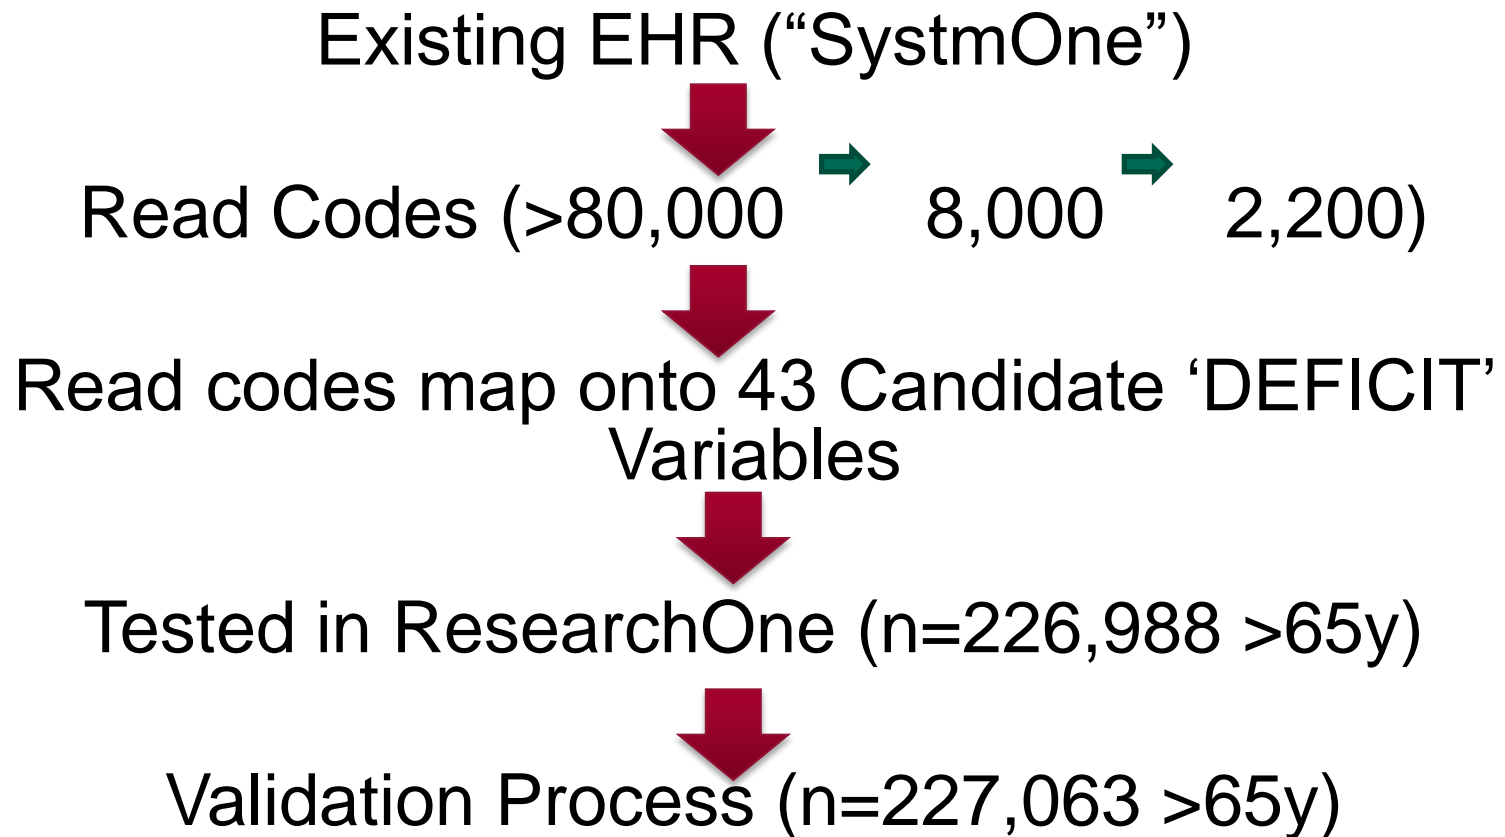 Existing EHR (“SystmOne”)
Read Codes (>80,000 8,000 2,200)
Read codes map onto 43 Candidate ‘DEFICIT’
Variables
Tested in ResearchOne (n=226,988 >65y)
Validation Process (n=227,063 >65y)